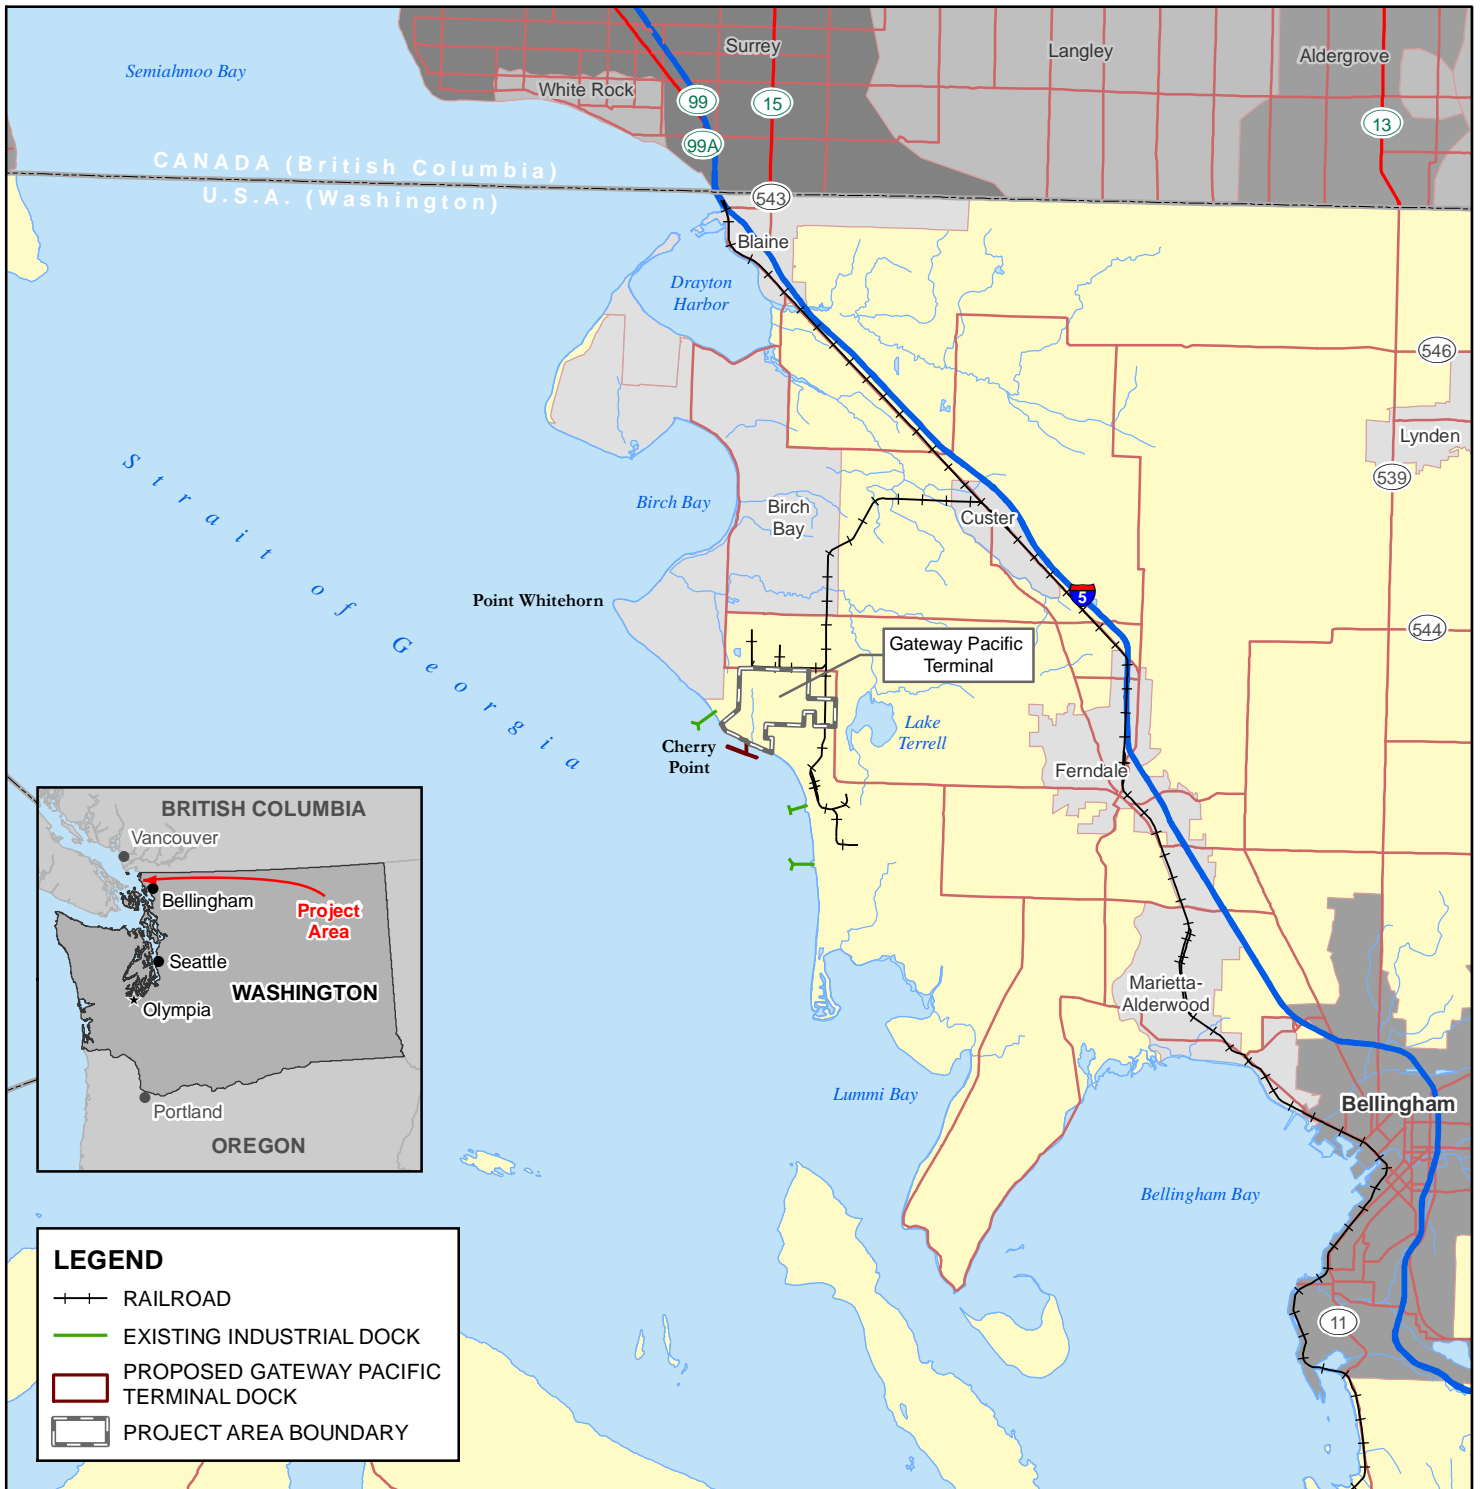 Surrey
Langley
Aldergrove
Semiahmoo Bay
White Rock
99
15
13
99A
CANADA (British Columbia)
U.S.A. (Washington)
543
Blaine
Drayton
Harbor
546
Lynden
539
Strait of Georgia
Birch Bay
Birch
Bay
Custer
Point Whitehorn
5
544
Gateway Pacific
Terminal
Lake
Terrell
Cherry
Point
Ferndale
Marietta-
Alderwood
Lummi Bay
Bellingham
Bellingham Bay
11
BRITISH COLUMBIA
Vancouver
Bellingham
Project
Area
Seattle
WASHINGTON
Olympia
Portland
OREGON
LEGEND
RAILROAD
EXISTING INDUSTRIAL DOCK
PROPOSED GATEWAY PACIFIC
TERMINAL DOCK
PROJECT AREA BOUNDARY